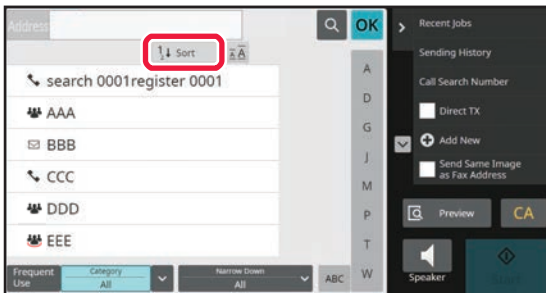 Address
OK
Sort
A A
search 0001register 0001
AAA
BBB
CCC
DDD
EEE
A
D
G
J
M
P
T
W
Frequent
Use
Category
All
Narrow Down
All
ABC
Recent Jobs
Sending History
Call Search Number
Direct TX
Add New
Send Same Image
as Fax Address
Preview
CA
Speaker
Start